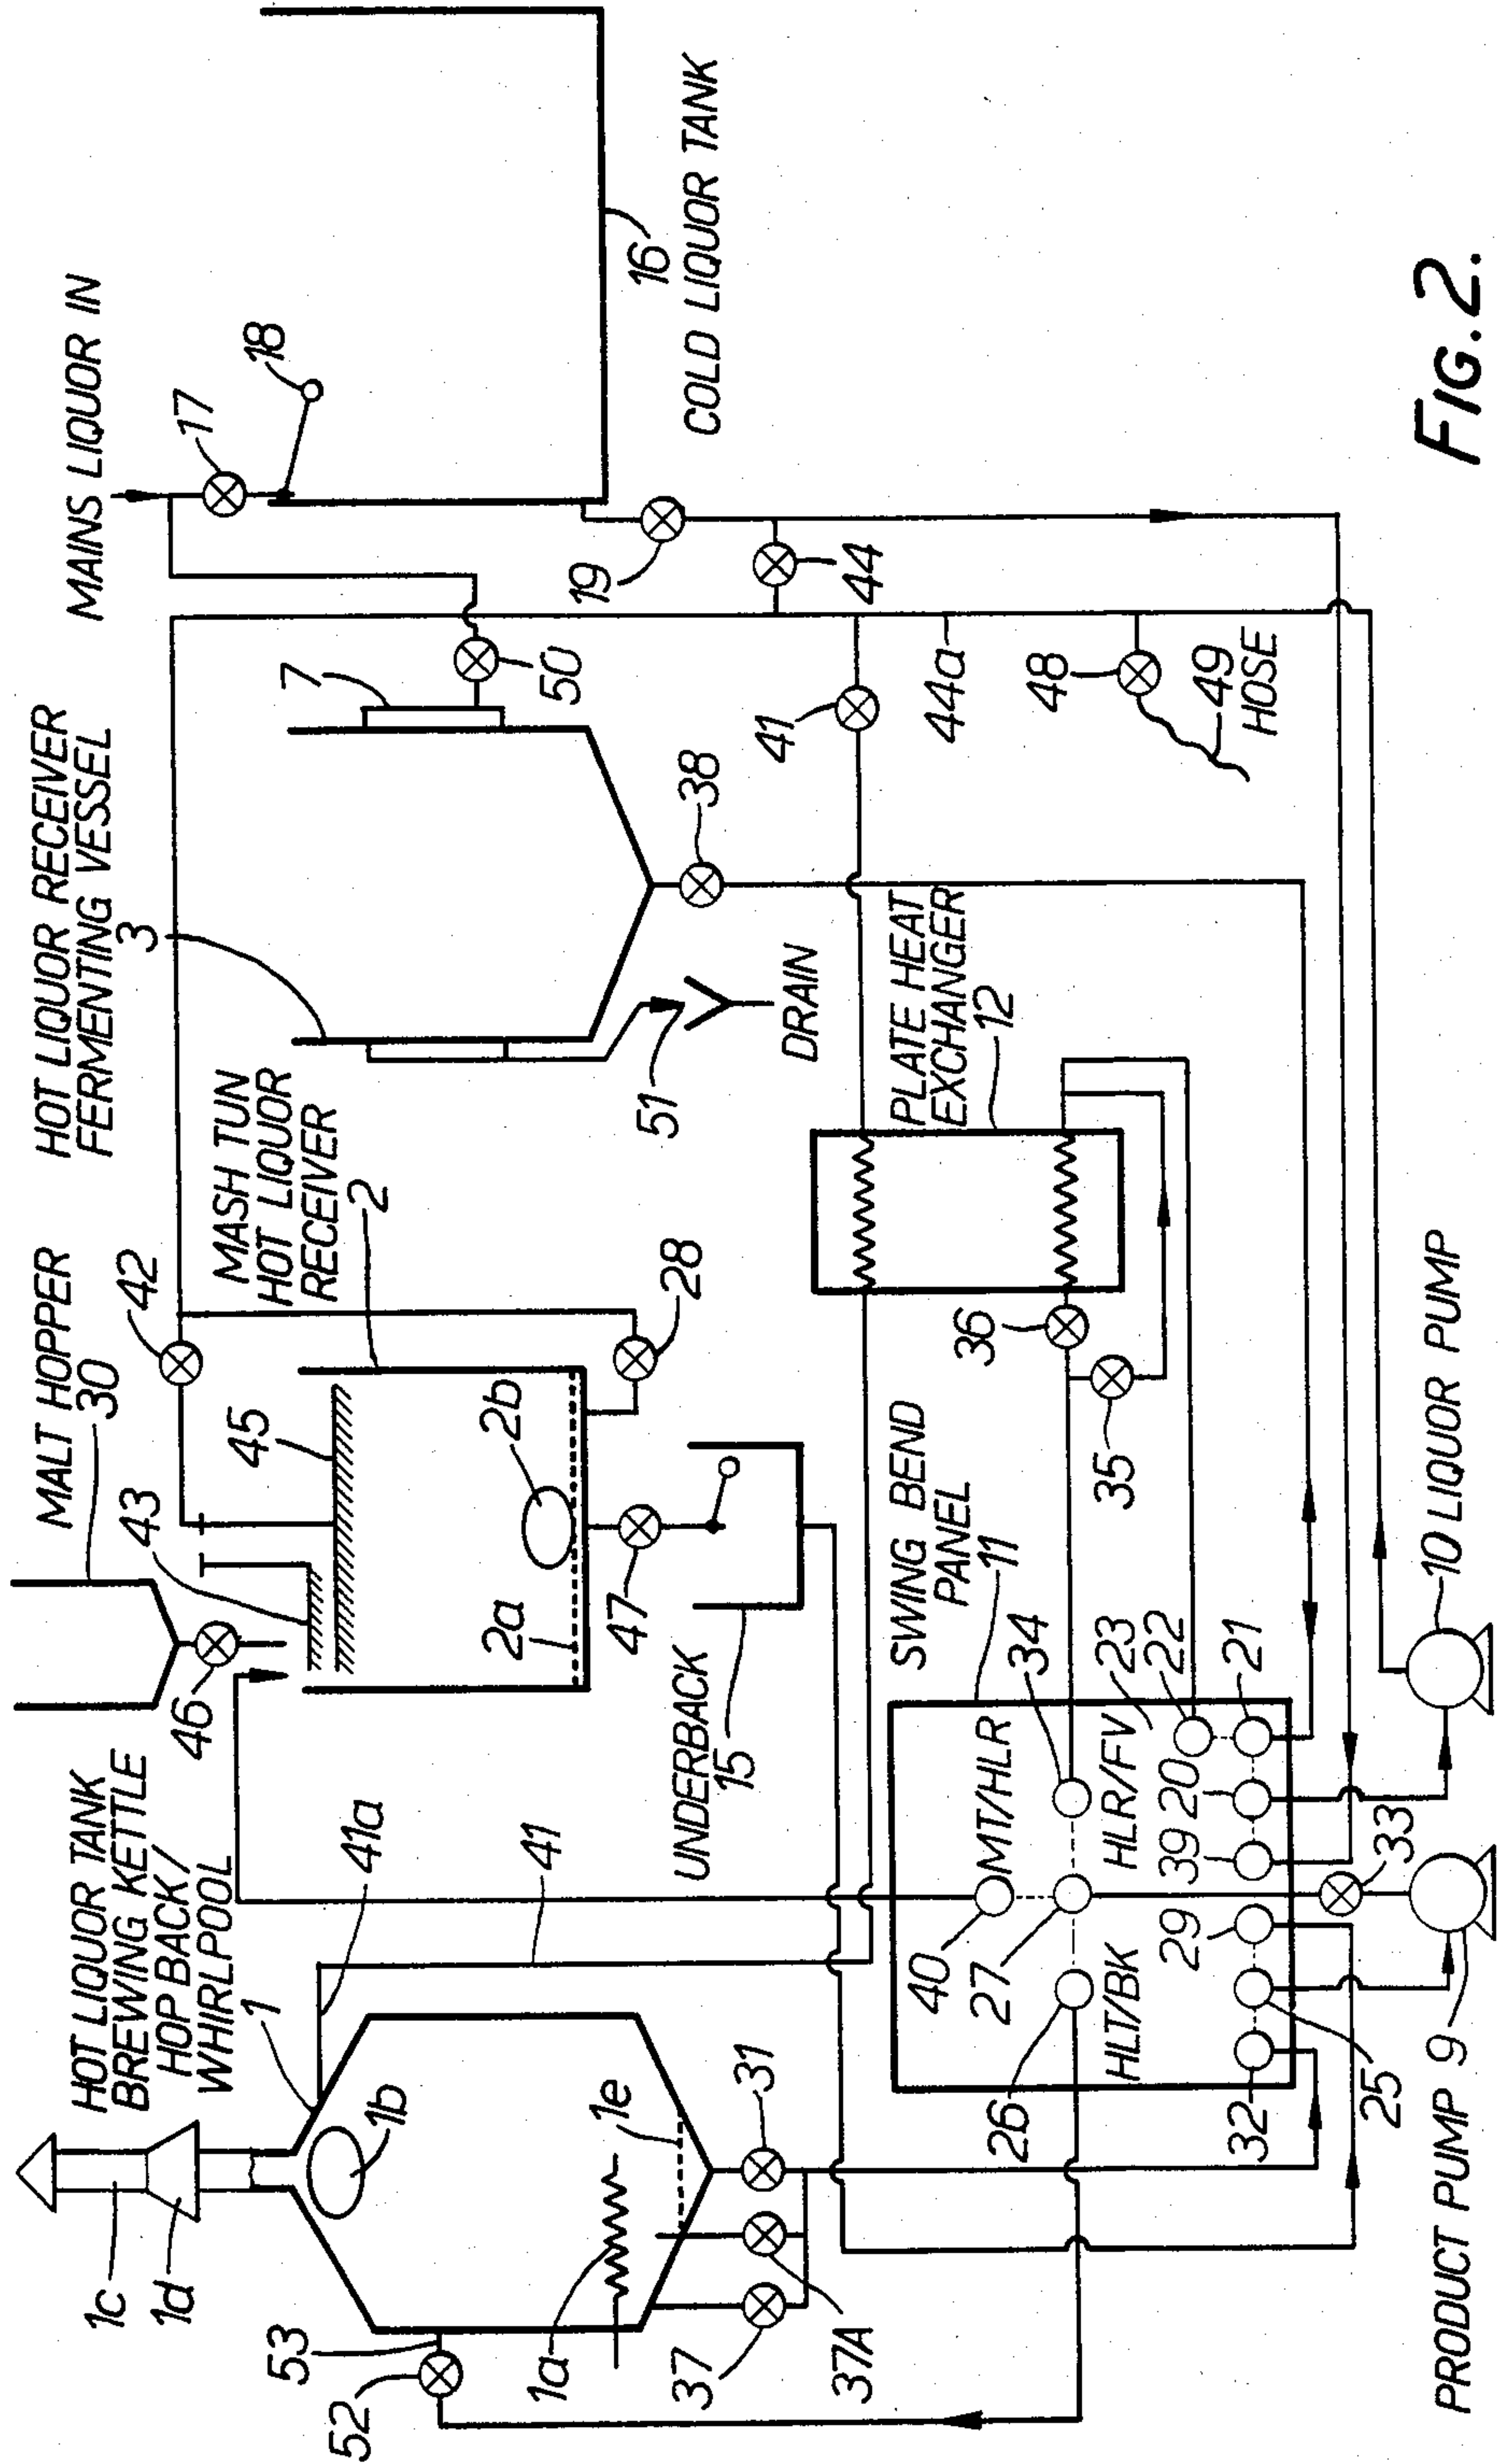 MAINS LIQUOR IN
17
18
16
COLD LIQUOR TANK
19
44
HOT LIQUOR RECEIVER
FERMENTING VESSEL
3
7
50
41
44a
48
49
HOSE
38
51
DRAIN
PLATE HEAT
EXCHANGER
12
MASH TUN
HOT LIQUOR
RECEIVER
2
42
28
MALT HOPPER
30
43
45
2b
2a
46
47
UNDERBACK
15
36
35
SWING BEND
PANEL
11
34
MT/HLR
HLR/FV
23
22
21
20
39
40
27
26
HLT/BK
29
32
25
33
10 LIQUOR PUMP
PRODUCT PUMP 9
HOT LIQUOR TANK
BREWING KETTLE
HOP BACK/
WHIRLPOOL
1
41a
41
1b
1c
1d
1e
1a
31
37
37A
53
52
FIG. 2.